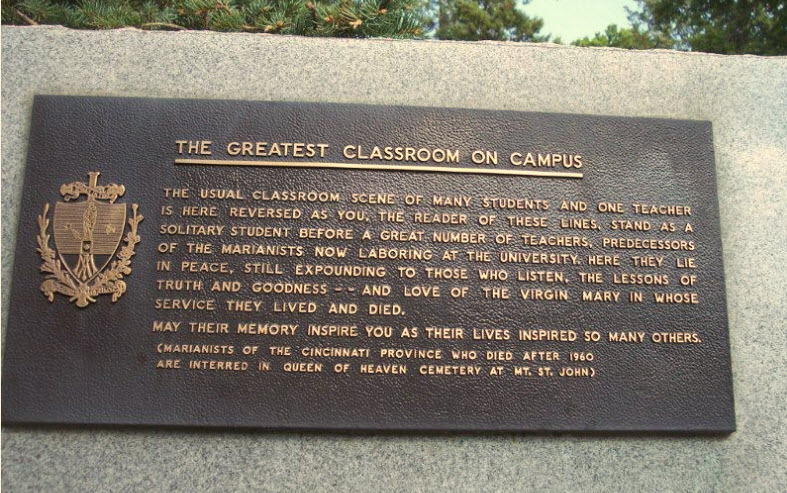 THE GREATEST CLASSROOM ON CAMPUS
THE USUAL CLASSROOM SCENE OF MANY STUDENTS AND ONE TEACHER
IS HERE REVERSED AS YOU, THE READER OF THESE LINES, STAND AS A
SOLITARY STUDENT BEFORE A GREAT NUMBER OF TEACHERS, PREDECESSORS
OF THE MARIANISTS NOW LABORING AT THE UNIVERSITY. HERE THEY LIE
IN PEACE, STILL EXPOUNDING TO THOSE WHO LISTEN, THE LESSONS OF
TRUTH AND GOODNESS -- AND LOVE OF THE VIRGIN MARY IN WHOSE
SERVICE THEY LIVED AND DIED.
MAY THEIR MEMORY INSPIRE YOU AS THEIR LIVES INSPIRED SO MANY OTHERS.
(MARIANISTS OF THE CINCINNATI PROVINCE WHO DIED AFTER 1960
ARE INTERRED IN QUEEN OF HEAVEN CEMETERY AT MT. ST. JOHN)